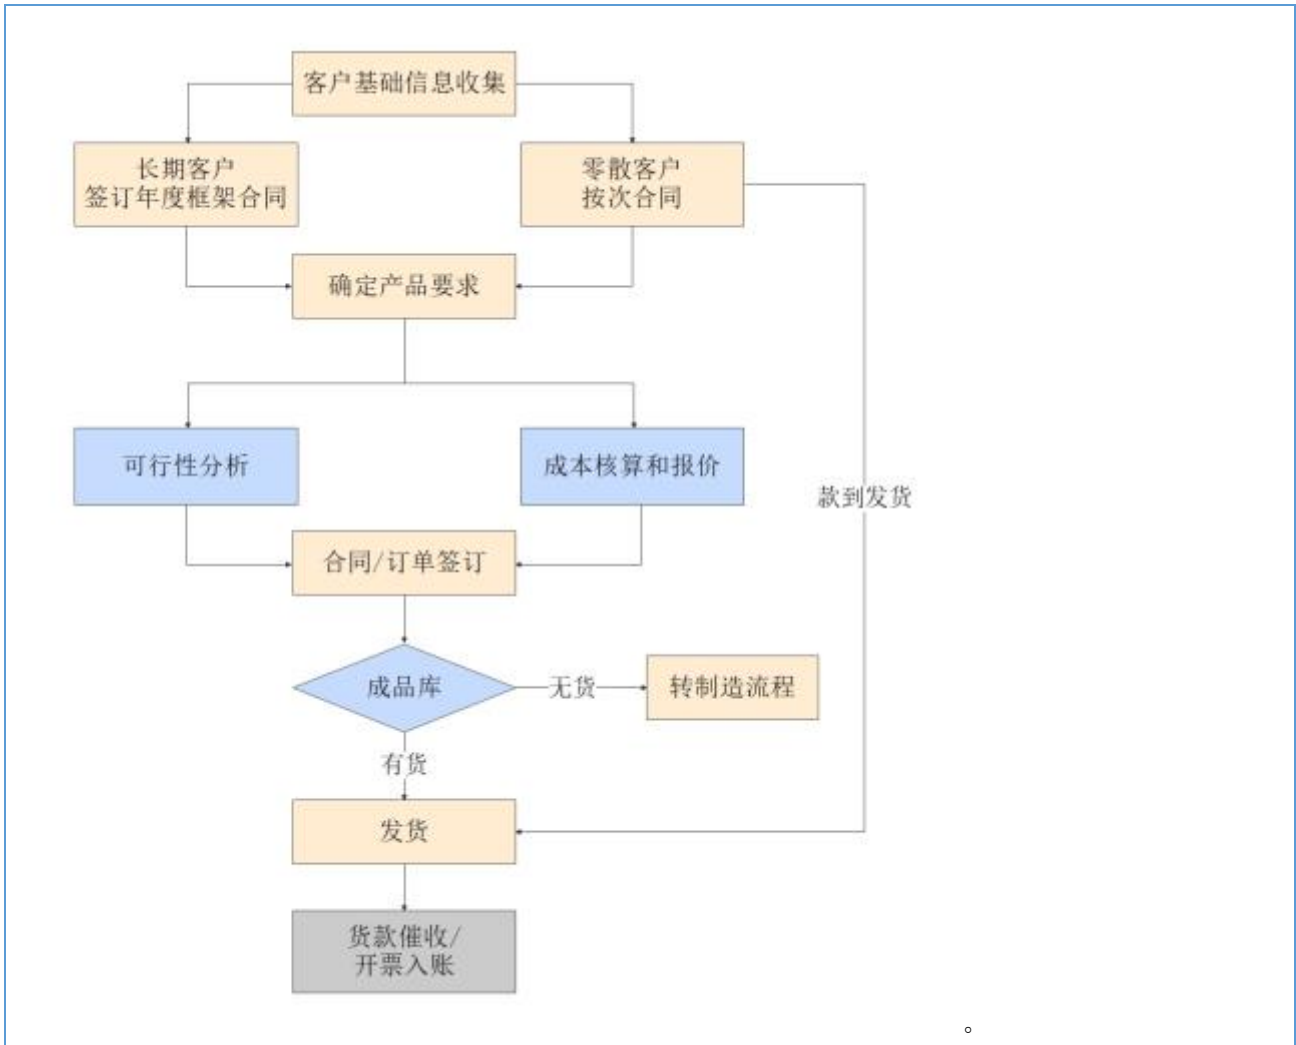 客户基础信息收集
长期客户
签订年度框架合同
零散客户
按次合同
确定产品要求
可行性分析
成本核算和报价
款到发货
合同/订单签订
成品库
无货
转制造流程
有货
发货
货款催收/
开票入账
。